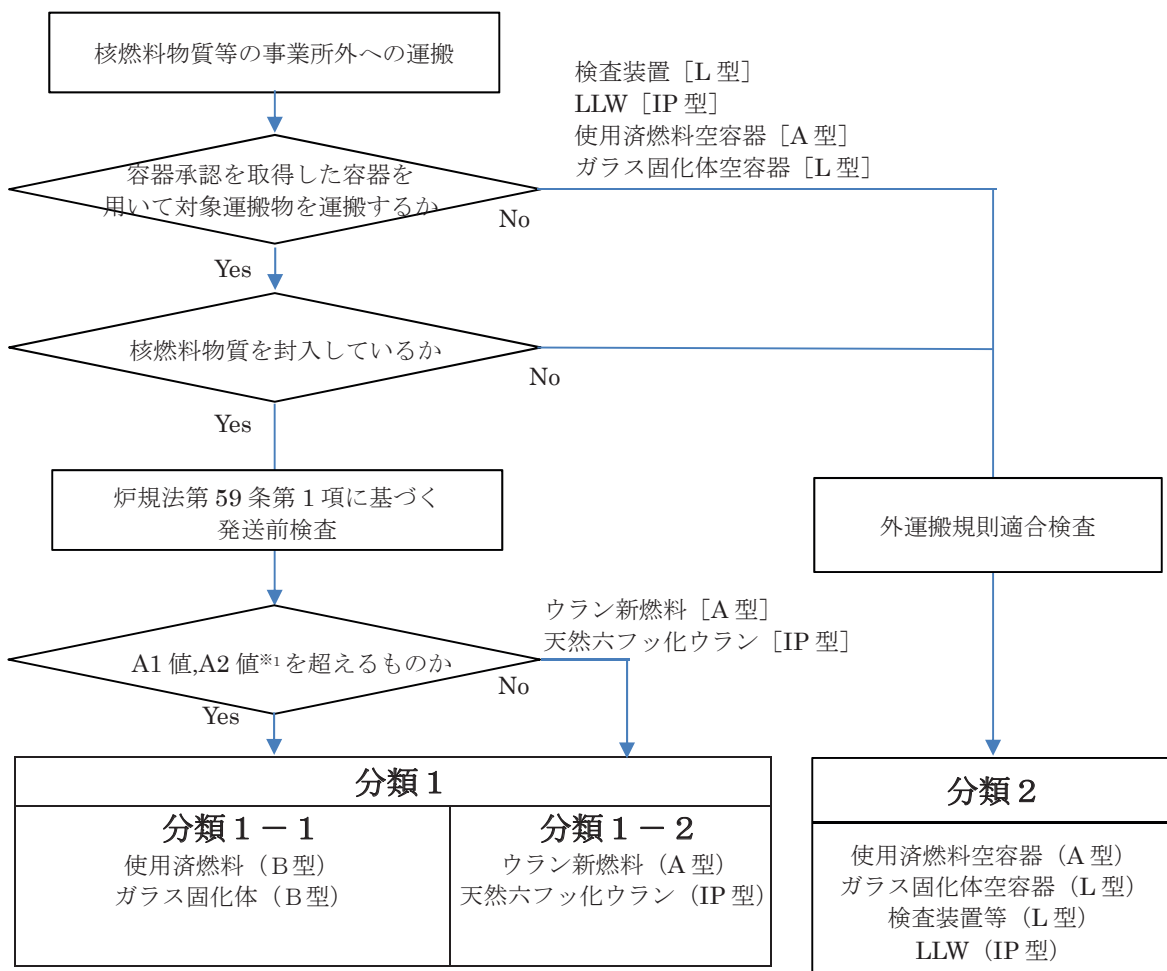 核燃料物質等の事業所外への運搬
検査装置［L 型］
LLW［IP 型］
使用済燃料空容器［A 型］
ガラス固化体空容器［L 型］
容器承認を取得した容器を
用いて対象運搬物を運搬するか
No
Yes
核燃料物質を封入しているか
No
Yes
炉規法第 59 条第 1 項に基づく
発送前検査
外運搬規則適合検査
ウラン新燃料［A 型］
天然六フッ化ウラン［IP 型］
A1 値,A2 値※1 を超えるものか
No
Yes
分類１
分類１－１
使用済燃料（Ｂ型）
ガラス固化体（Ｂ型）
分類１－２
ウラン新燃料（A 型）
天然六フッ化ウラン（IP 型）
分類２
使用済燃料空容器（A 型）
ガラス固化体空容器（L 型）
検査装置等（L 型）
LLW（IP 型）